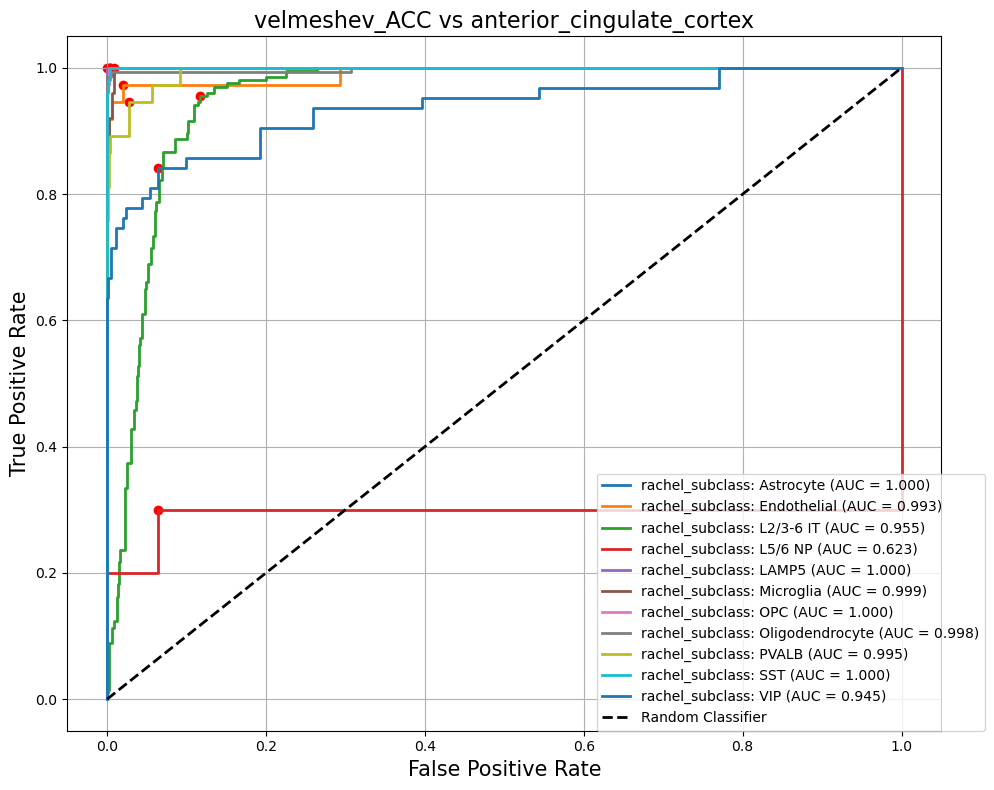 velmeshev_ACC vs anterior_cingulate_cortex
True Positive Rate
1.0
0.8
0.6
0.4
0.2
0.0
rachel_subclass: Astrocyte (AUC = 1.000)
rachel_subclass: Endothelial (AUC = 0.993)
rachel_subclass: L2/3-6 IT (AUC = 0.955)
rachel_subclass: L5/6 NP (AUC = 0.623)
rachel_subclass: LAMP5 (AUC = 1.000)
rachel_subclass: Microglia (AUC = 0.999)
rachel_subclass: OPC (AUC = 1.000)
rachel_subclass: Oligodendrocyte (AUC = 0.998)
rachel_subclass: PVALB (AUC = 0.995)
rachel_subclass: SST (AUC = 1.000)
rachel_subclass: VIP (AUC = 0.945)
Random Classifier
0.0 0.2 0.4 0.6 0.8 1.0
False Positive Rate